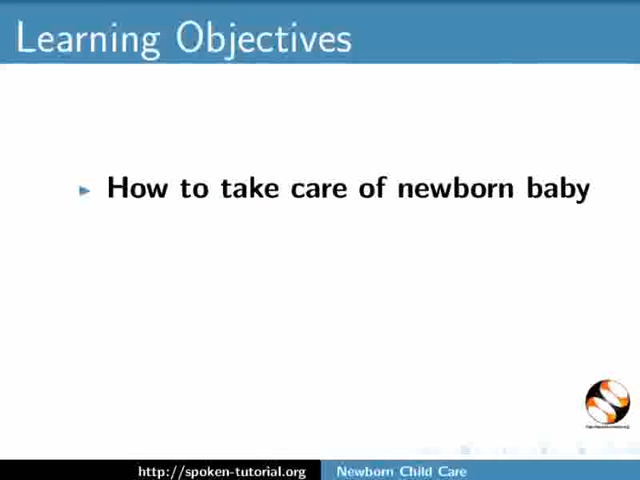 Learning Objectives
How to take care of newborn baby
http://spoken-tutorial.org Newborn Child Care